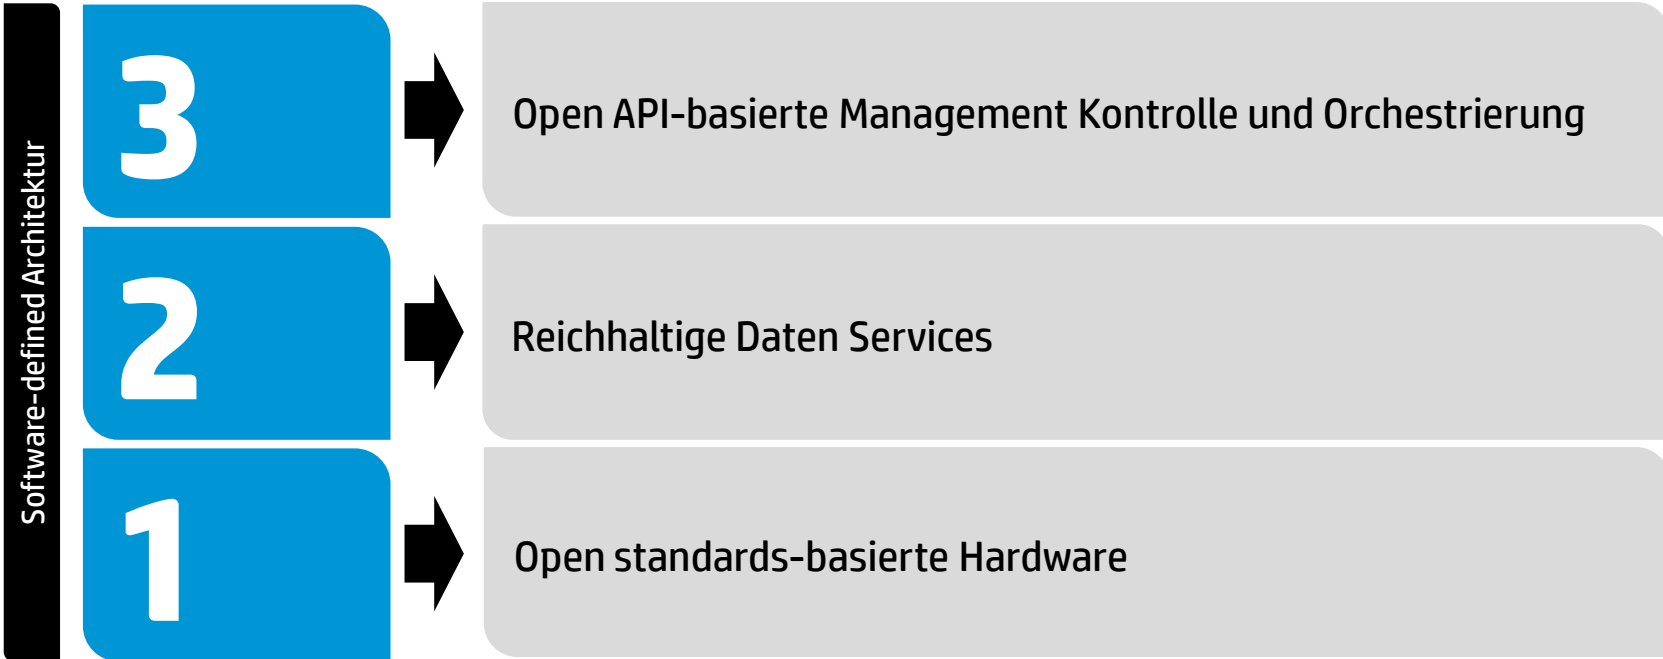 Software-defined Architektur
3
Open API-basierte Management Kontrolle und Orchestrierung
2
Reichhaltige Daten Services
1
Open standards-basierte Hardware